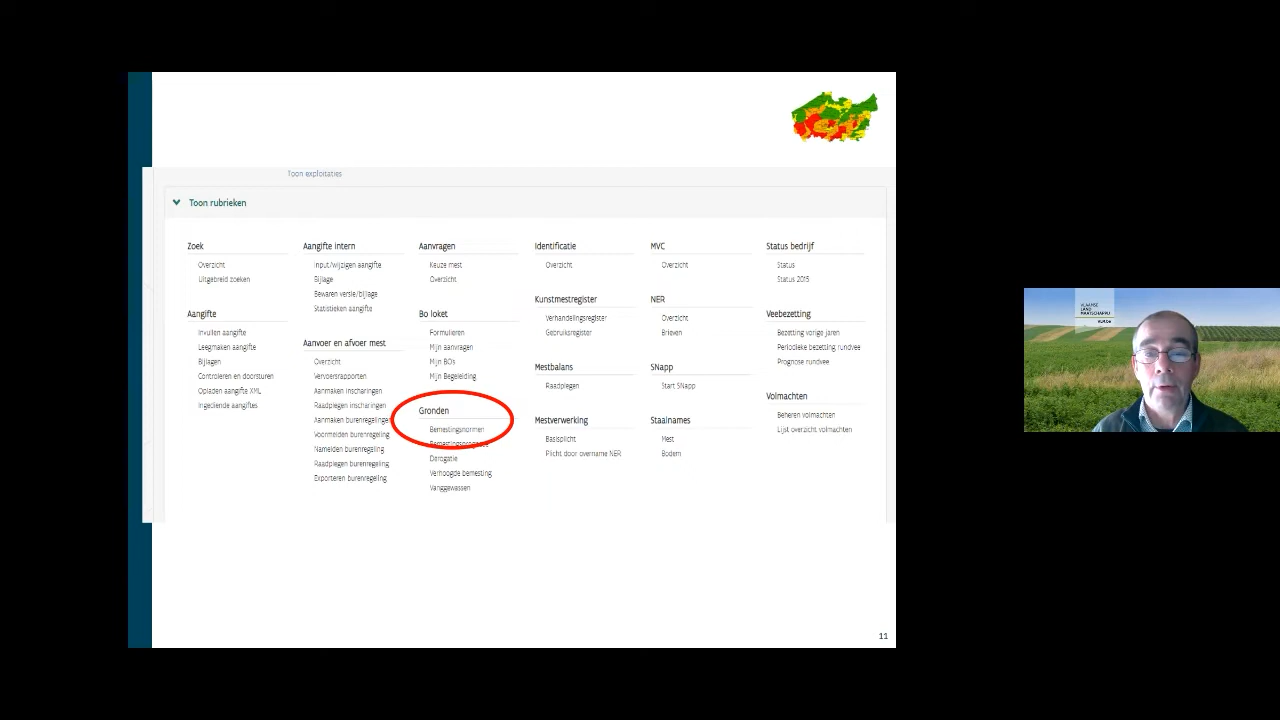 Toon exploitaties
Toon rubrieken
Zoek
Overzicht
Uitgebreid zoeken
Aangifte
Invullen aangifte
Leegmaken aangifte
Bijlagen
Controleren en doorsturen
Opladen aangifte XML
Ingediende aangiftes
Aangifte intern
Input/wijzigen aangifte
Bijlage
Bewaren versie/bijlage
Statistieken aangifte
Aanvoer en afvoer mest
Overzicht
Vervoersrapporten
Aanmaken inscharingen
Raadplegen inscharingen
Aanmaken burenregelingen
Voormelden burenregeling
Namelden burenregeling
Raadplegen burenregeling
Exporteren burenregeling
Aanvragen
Keuze mest
Overzicht
Bo loket
Formulieren
Mijn aanvragen
Mijn BOs
Mijn Begeleiding
Gronden
Bemestingsnormen
Bemestingsprognose
Derogatie
Verhoogde bemesting
Vanggewassen
Identificatie
Overzicht
Kunstmestregister
Verhandelingsregister
Gebruiksregister
Mestbalans
Raadplegen
Mestverwerking
Basisplicht
Plicht door overname NER
MVC
Overzicht
NER
Overzicht
Brieven
SNapp
Start SNapp
Staalnames
Mest
Bodem
Status bedrijf
Status
Status 2015
Veebezetting
Bezetting vorige jaren
Periodieke bezetting rundvee
Prognose rundvee
Volmachten
Beheren volmachten
Lijst overzicht volmachten
11
VLAAMSE
LAND
MAATSCHAPPIJ